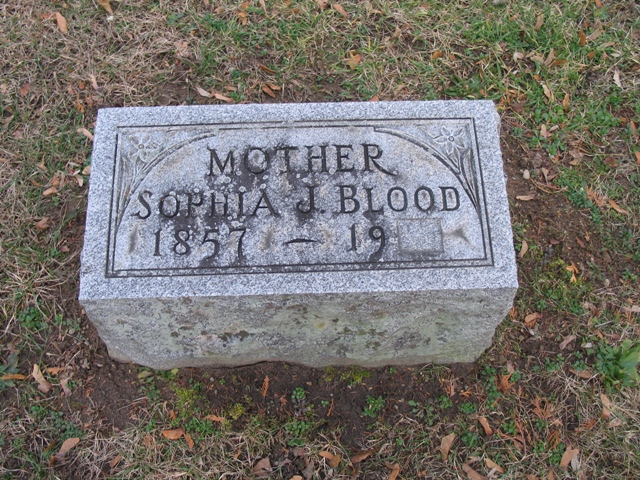 MOTHER
SOPHIA J. BLOOD
1857 – 19